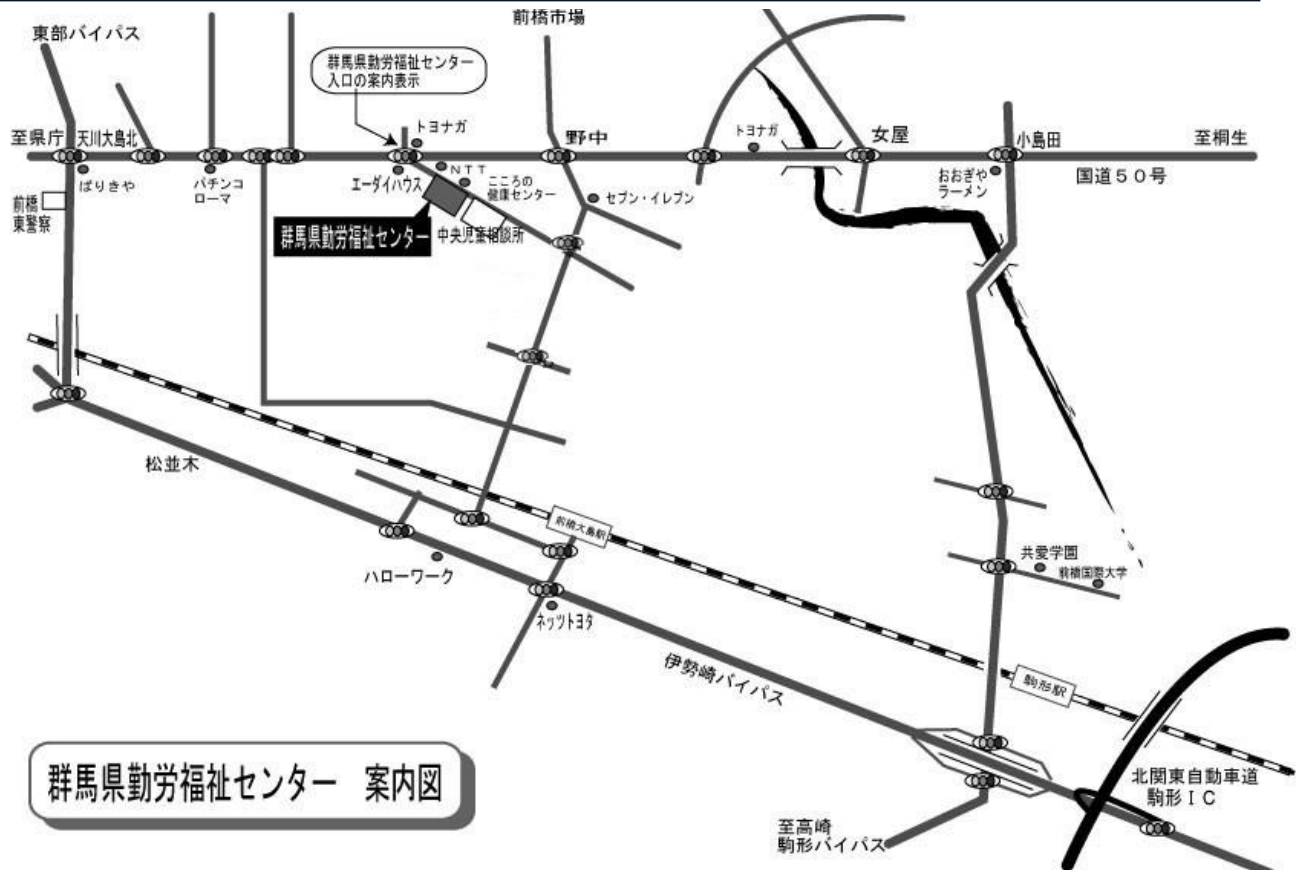 前橋市場
東部バイパス
群馬県勤労福祉センター
入口の案内表示
至県庁
天川大島北
トヨナガ
野中
トヨナガ
女屋
小島田
至桐生
国道50号
ばりきや
パチンコ
ローマ
エーダイハウス
NTT
こころの
健康センター
セブン・イレブン
おおぎや
ラーメン
前橋
東警察
群馬県勤労福祉センター
中央児童相談所
松並木
前橋大島駅
ハローワーク
ネッツトヨタ
共愛学園
前橋国際大学
伊勢崎バイパス
駒形駅
北関東自動車道
駒形IC
至高崎
駒形バイパス
群馬県勤労福祉センター 案内図